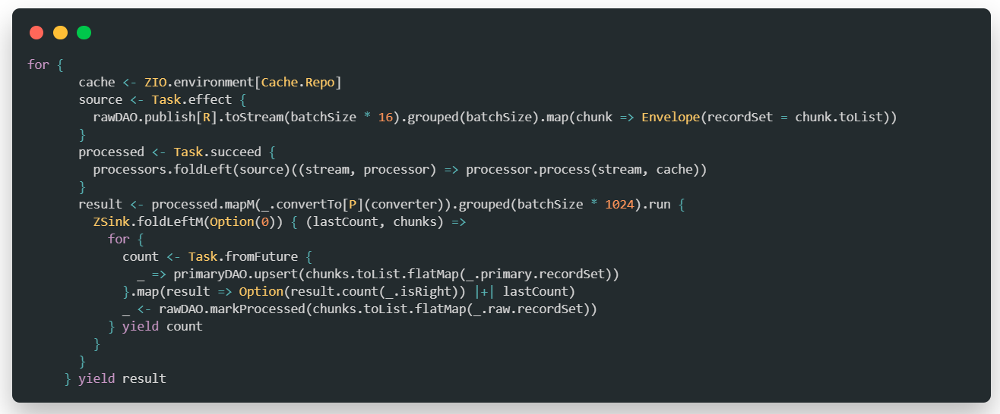 for {
       cache <- ZIO.environment[Cache.Repo]
       source <- Task.effect {
         rawDAO.publish[R].toStream(batchSize * 16).grouped(batchSize).map(chunk => Envelope(recordSet = chunk.toList))
       }
       processed <- Task.succeed {
         processors.foldLeft(source)((stream, processor) => processor.process(stream, cache))
       }
       result <- processed.mapM(_.convertTo[P](converter)).grouped(batchSize * 1024).run {
         ZSink.foldLeftM(Option(0)) { (lastCount, chunks) =>
           for {
             count <- Task.fromFuture {
               _ => primaryDAO.upsert(chunks.toList.flatMap(_.primary.recordSet))
             }.map(result => Option(result.count(_.isRight)) |+| lastCount)
             _ <- rawDAO.markProcessed(chunks.toList.flatMap(_.raw.recordSet))
           } yield count
         }
       }
     } yield result